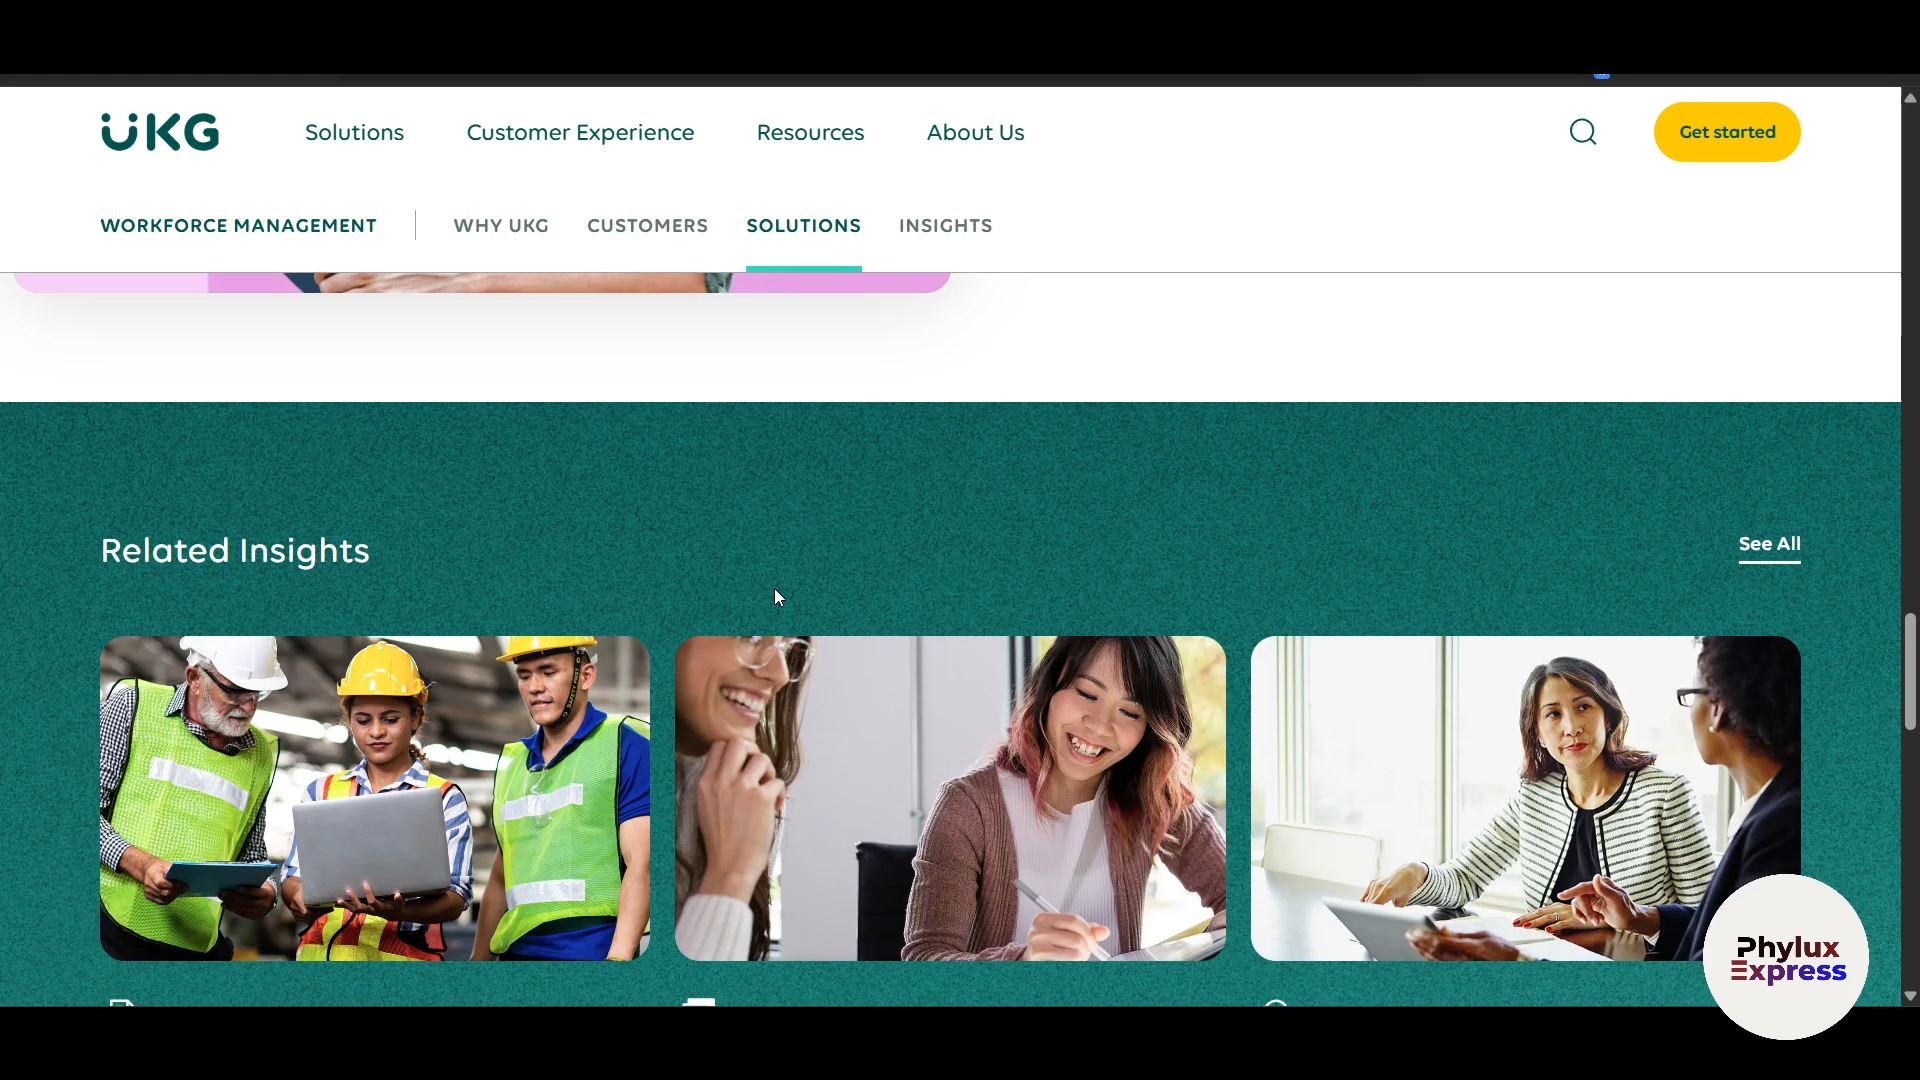 UKG
Solutions
Customer Experience
Resources
About Us
Get started
WORKFORCE MANAGEMENT
WHY UKG
CUSTOMERS
SOLUTIONS
INSIGHTS
Related Insights
See All
Phylux
Express